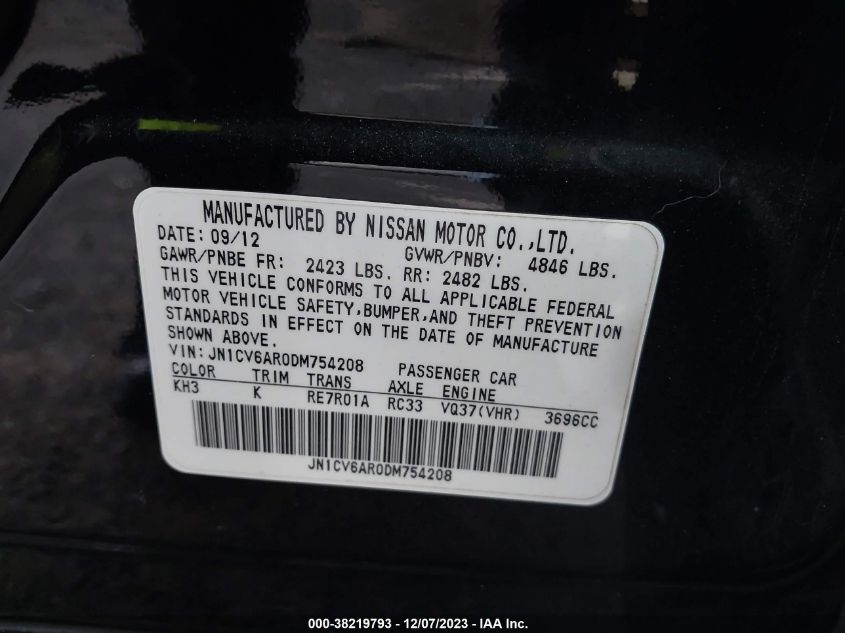 MANUFACTURED BY NISSAN MOTOR CO.,LTD.
DATE: 09/12 GVWR/PNBV: 4846 LBS.
GAWR/PNBE FR: 2423 LBS. RR: 2482 LBS.
THIS VEHICLE CONFORMS TO ALL APPLICABLE FEDERAL
MOTOR VEHICLE SAFETY,BUMPER,AND THEFT PREVENTION
STANDARDS IN EFFECT ON THE DATE OF MANUFACTURE
SHOWN ABOVE.
VIN: JN1CV6AR0DM754208 PASSENGER CAR
COLOR TRIM TRANS AXLE ENGINE
KH3 K RE7R01A RC33 VQ37(VHR) 3696CC
JN1CV6AR0DM754208
000-38219793 - 12/07/2023 - IAA Inc.